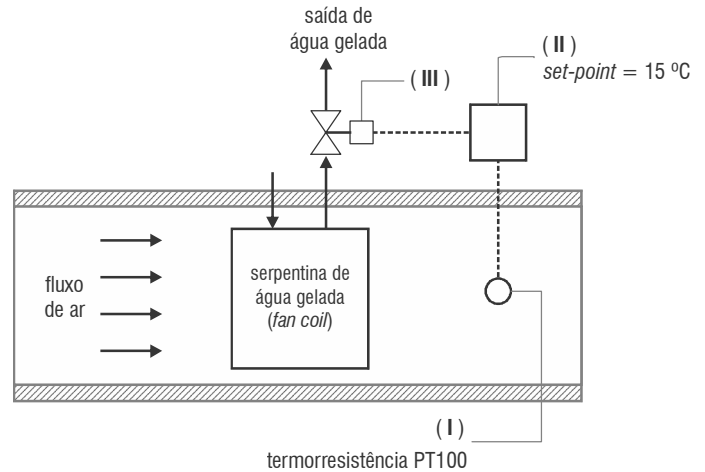 saída de
água gelada
( III )
( II )
set-point = 15 ºC
fluxo
de ar
serpentina de
água gelada
(fan coil)
( I )
termorresistência PT100